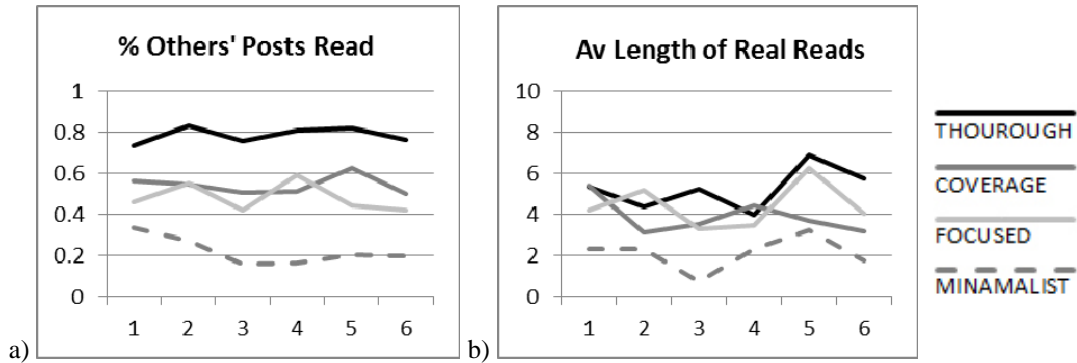 % Others' Posts Read
1
0.8
0.6
0.4
0.2
0
1 2 3 4 5 6
a)
Av Length of Real Reads
10
8
6
4
2
0
1 2 3 4 5 6
b)
THOUROUGH
COVERAGE
FOCUSED
MINAMALIST